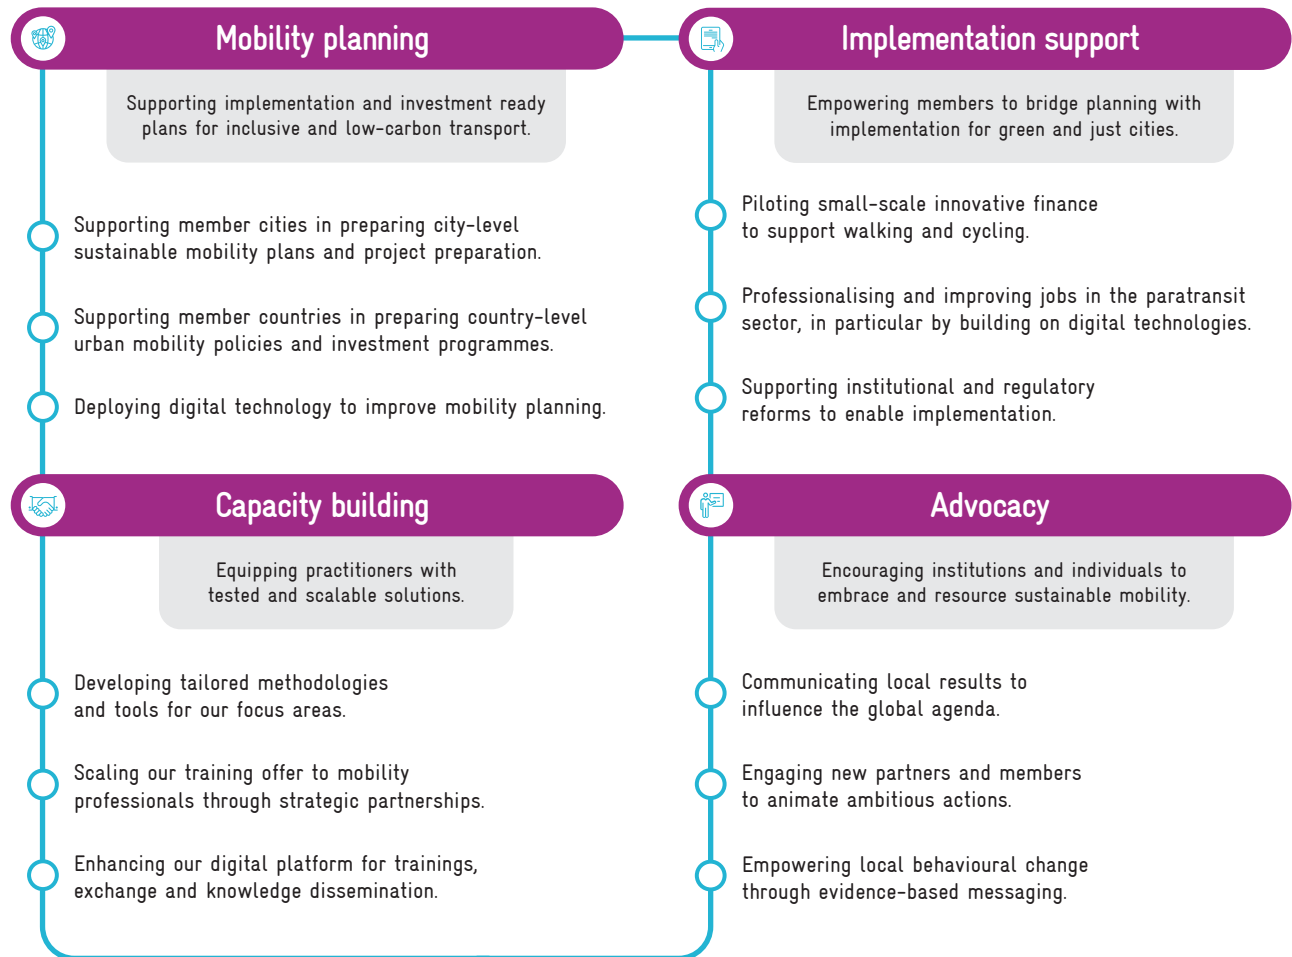 Mobility planning
Supporting implementation and investment ready
plans for inclusive and low-carbon transport.
Supporting member cities in preparing city-level
sustainable mobility plans and project preparation.
Supporting member countries in preparing country-level
urban mobility policies and investment programmes.
Deploying digital technology to improve mobility planning.
Implementation support
Empowering members to bridge planning with
implementation for green and just cities.
Piloting small-scale innovative finance
to support walking and cycling.
Professionalising and improving jobs in the paratransit
sector, in particular by building on digital technologies.
Supporting institutional and regulatory
reforms to enable implementation.
Capacity building
Equipping practitioners with
tested and scalable solutions.
Developing tailored methodologies
and tools for our focus areas.
Scaling our training offer to mobility
professionals through strategic partnerships.
Enhancing our digital platform for trainings,
exchange and knowledge dissemination.
Advocacy
Encouraging institutions and individuals to
embrace and resource sustainable mobility.
Communicating local results to
influence the global agenda.
Engaging new partners and members
to animate ambitious actions.
Empowering local behavioural change
through evidence-based messaging.